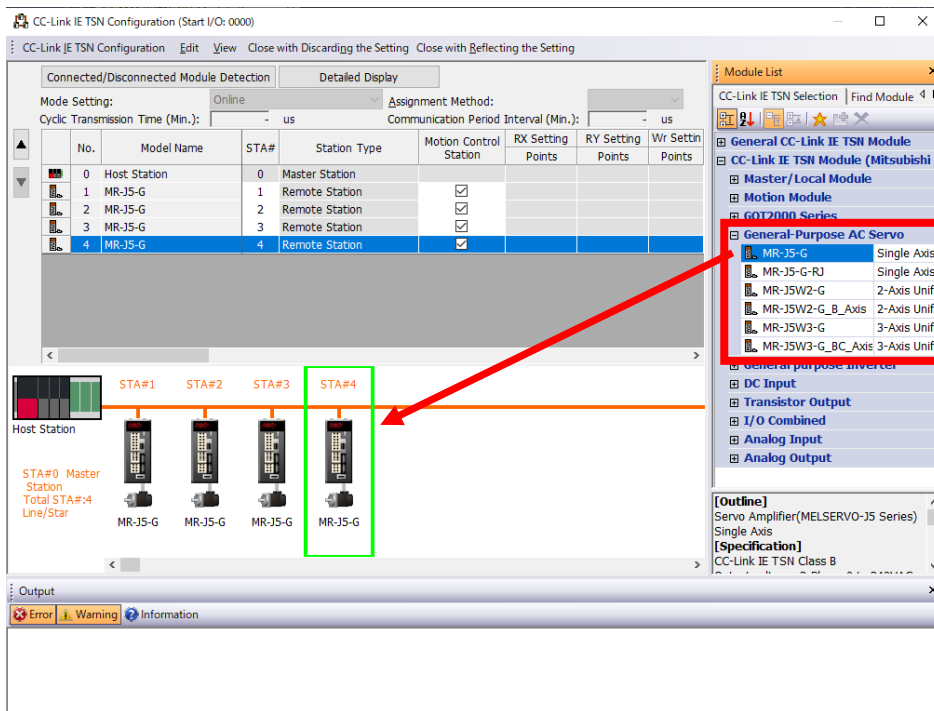 CC-Link IE TSN Configuration (Start I/O: 0000)
CC-Link IE TSN Configuration Edit View Close with Discarding the Setting Close with Reflecting the Setting
Connected/Disconnected Module Detection Detailed Display
Mode Setting: Online Assignment Method:
Cyclic Transmission Time (Min.): - us Communication Period Interval (Min.): - us
No. Model Name STA# Station Type Motion Control Station RX Setting RY Setting Wr Settin
Points Points Points
0 Host Station 0 Master Station
1 MR-J5-G 1 Remote Station
2 MR-J5-G 2 Remote Station
3 MR-J5-G 3 Remote Station
4 MR-J5-G 4 Remote Station
STA#1 STA#2 STA#3 STA#4
Host Station
STA#0 Master
Station
Total STA#:4
Line/Star
MR-J5-G MR-J5-G MR-J5-G MR-J5-G
Module List
CC-Link IE TSN Selection Find Module
General CC-Link IE TSN Module
CC-Link IE TSN Module (Mitsubishi
Master/Local Module
Motion Module
GOT2000 Series
General-Purpose AC Servo
MR-J5-G Single Axis
MR-J5-G-RJ Single Axis
MR-J5W2-G 2-Axis Unif
MR-J5W2-G_B_Axis 2-Axis Unif
MR-J5W3-G 3-Axis Unif
MR-J5W3-G_BC_Axis 3-Axis Unif
General purpose Inverter
DC Input
Transistor Output
I/O Combined
Analog Input
Analog Output
[Outline]
Servo Amplifier(MELSERVO-J5 Series)
Single Axis
[Specification]
CC-Link IE TSN Class B
Output
Error Warning Information